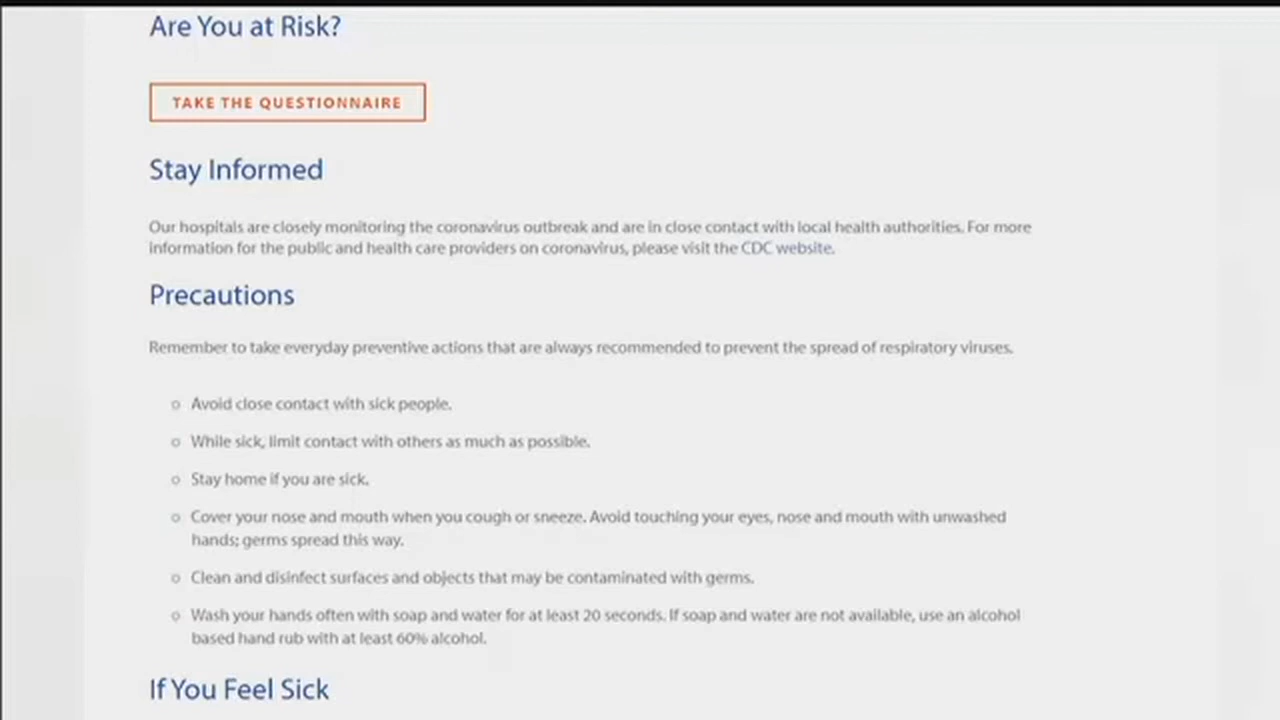 Are You at Risk?
TAKE THE QUESTIONNAIRE
Stay Informed
Our hospitals are closely monitoring the coronavirus outbreak and are in close contact with local health authorities. For more
information for the public and health care providers on coronavirus, please visit the CDC website.
Precautions
Remember to take everyday preventive actions that are always recommended to prevent the spread of respiratory viruses.
o Avoid close contact with sick people.
o While sick, limit contact with others as much as possible.
o Stay home if you are sick.
o Cover your nose and mouth when you cough or sneeze. Avoid touching your eyes, nose and mouth with unwashed
hands; germs spread this way.
o Clean and disinfect surfaces and objects that may be contaminated with germs.
o Wash your hands often with soap and water for at least 20 seconds. If soap and water are not available, use an alcohol
based hand rub with at least 60% alcohol.
If You Feel Sick